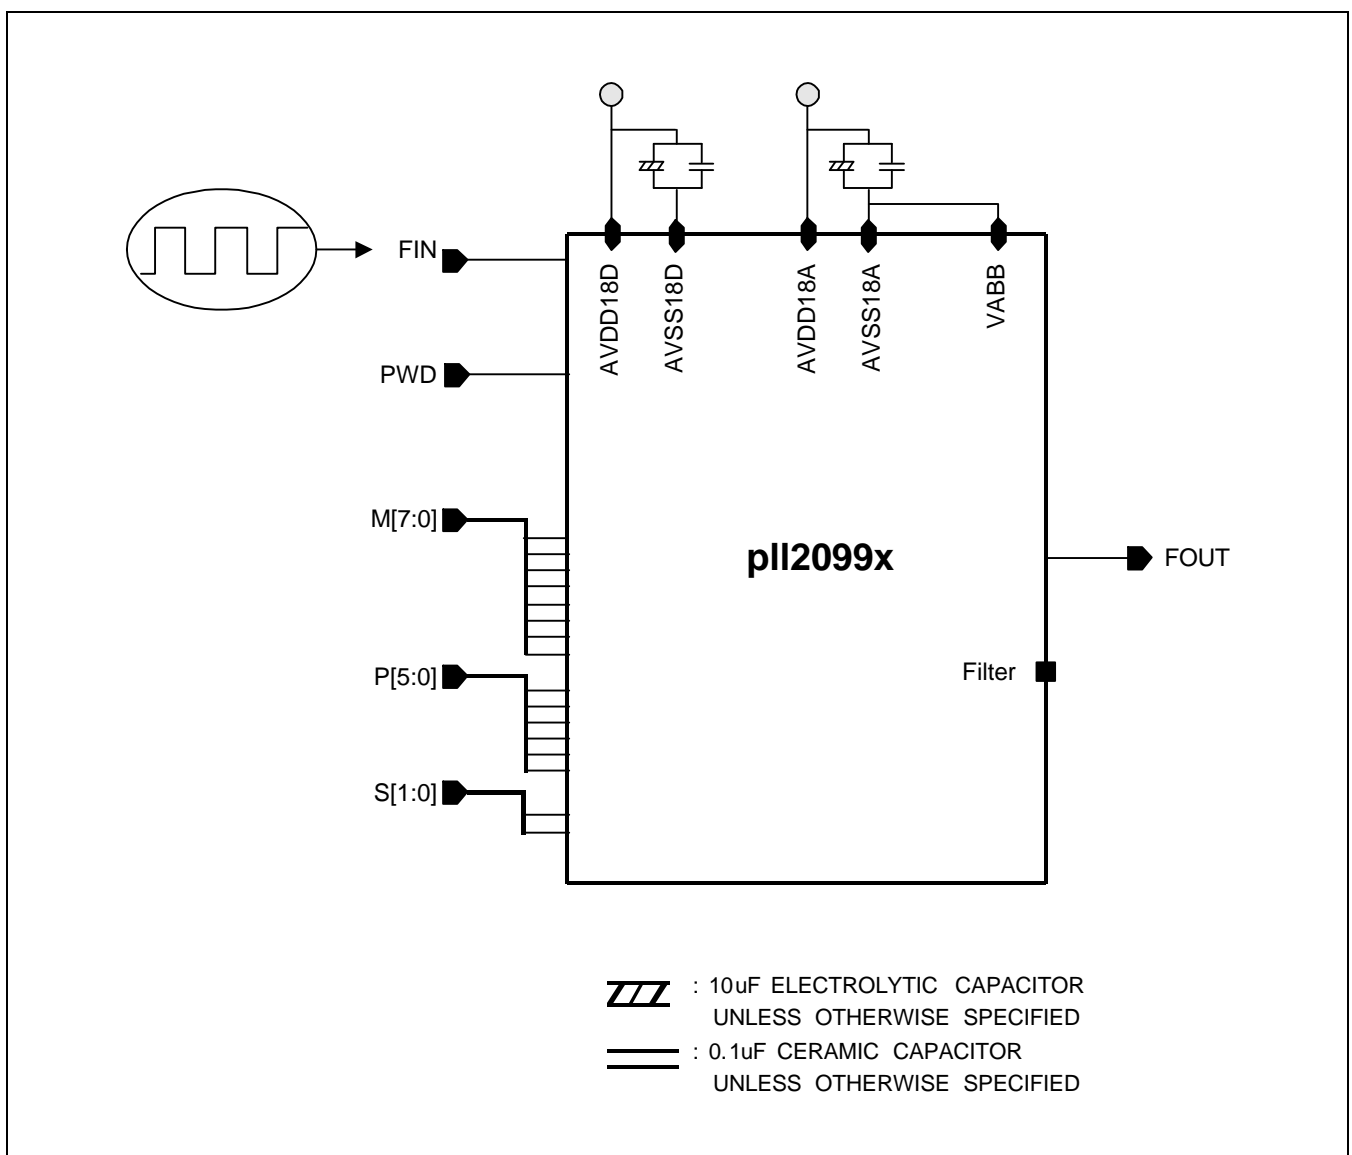 FIN
AVDD18D
AVSS18D
AVDD18A
AVSS18A
VABB
PWD
M[7:0]
pll2099x
FOUT
P[5:0]
Filter
S[1:0]
: 10uF ELECTROLYTIC CAPACITOR
UNLESS OTHERWISE SPECIFIED
: 0.1uF CERAMIC CAPACITOR
UNLESS OTHERWISE SPECIFIED